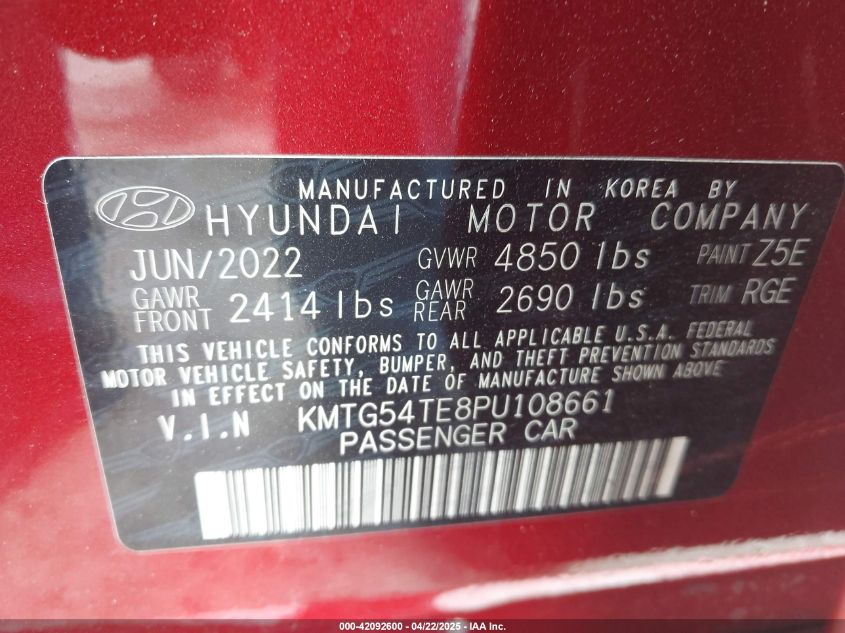 MANUFACTURED IN KOREA BY
HYUNDAI MOTOR COMPANY
JUN/2022 GVWR 4850 lbs PAINT Z5E
GAWR FRONT 2414 lbs GAWR REAR 2690 lbs TRIM RGE
THIS VEHICLE CONFORMS TO ALL APPLICABLE U.S.A. FEDERAL
MOTOR VEHICLE SAFETY, BUMPER, AND THEFT PREVENTION STANDARDS
IN EFFECT ON THE DATE OF MANUFACTURE SHOWN ABOVE
V.I.N KMTG54TE8PU108661
PASSENGER CAR
000-42092600 - 04/22/2025 - IAA Inc.